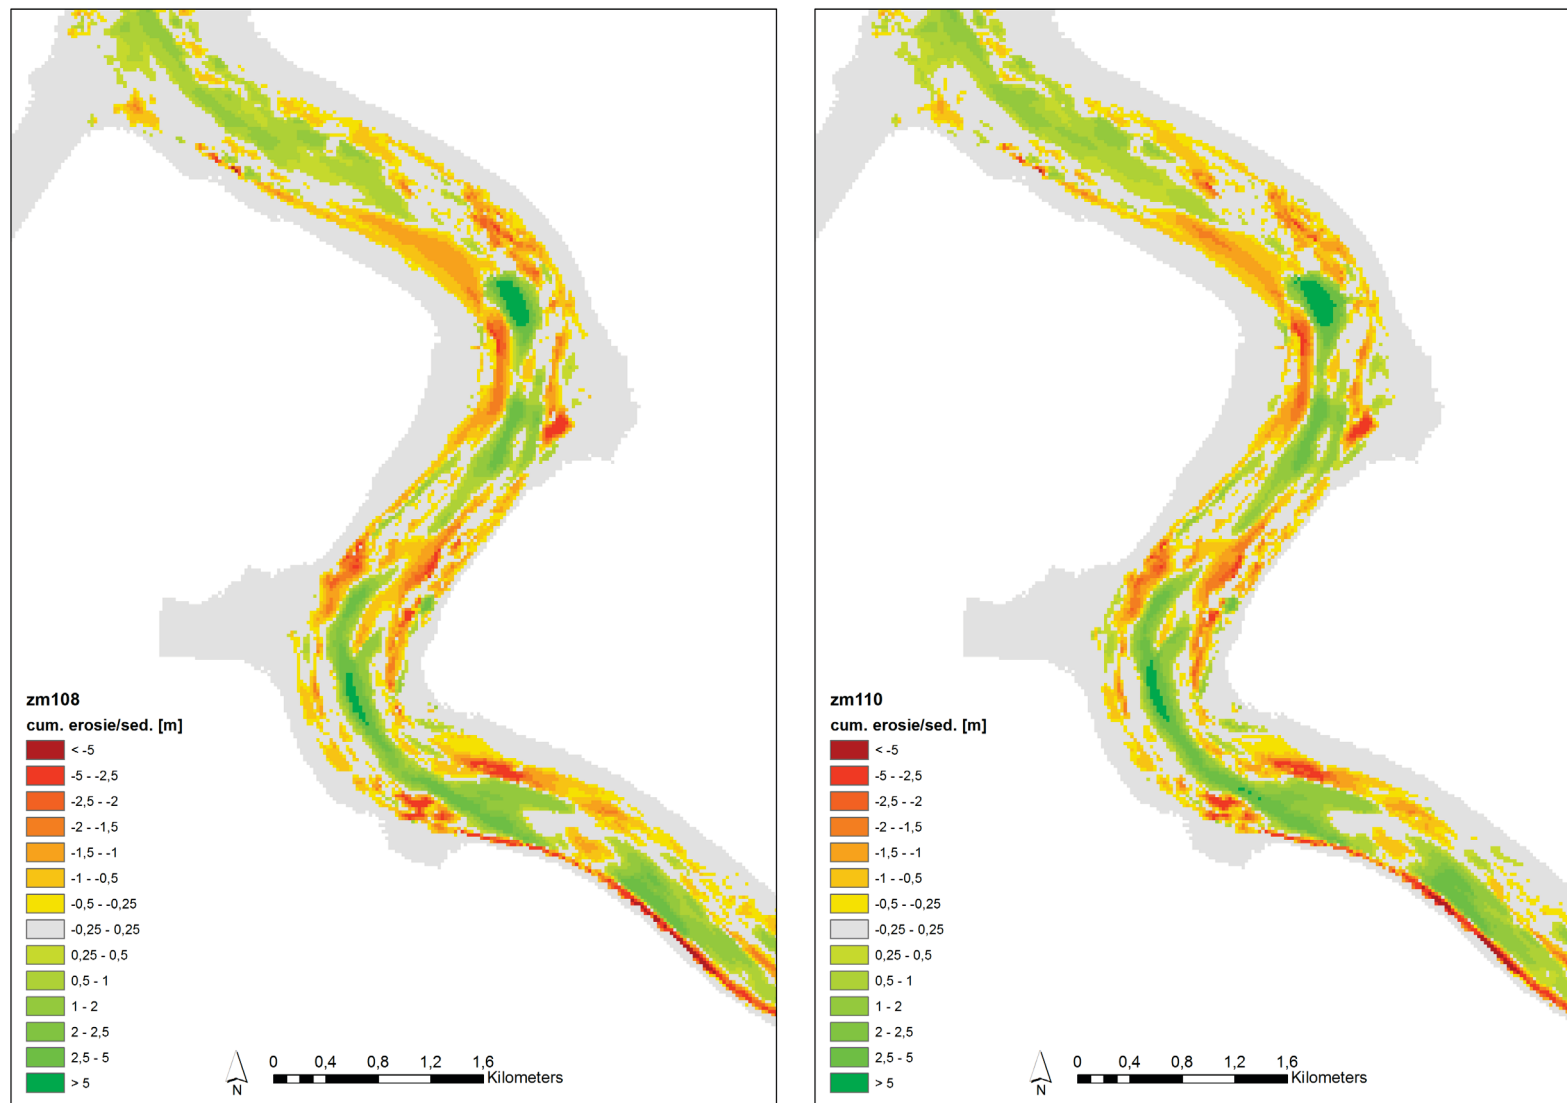 zm108
cum. erosie/sed. [m]
< -5
-5 - -2,5
-2,5 - -2
-2 - -1,5
-1,5 - -1
-1 - -0,5
-0,5 - -0,25
-0,25 - 0,25
0,25 - 0,5
0,5 - 1
1 - 2
2 - 2,5
2,5 - 5
> 5
N
0 0,4 0,8 1,2 1,6
Kilometers
zm110
cum. erosie/sed. [m]
< -5
-5 - -2,5
-2,5 - -2
-2 - -1,5
-1,5 - -1
-1 - -0,5
-0,5 - -0,25
-0,25 - 0,25
0,25 - 0,5
0,5 - 1
1 - 2
2 - 2,5
2,5 - 5
> 5
N
0 0,4 0,8 1,2 1,6
Kilometers